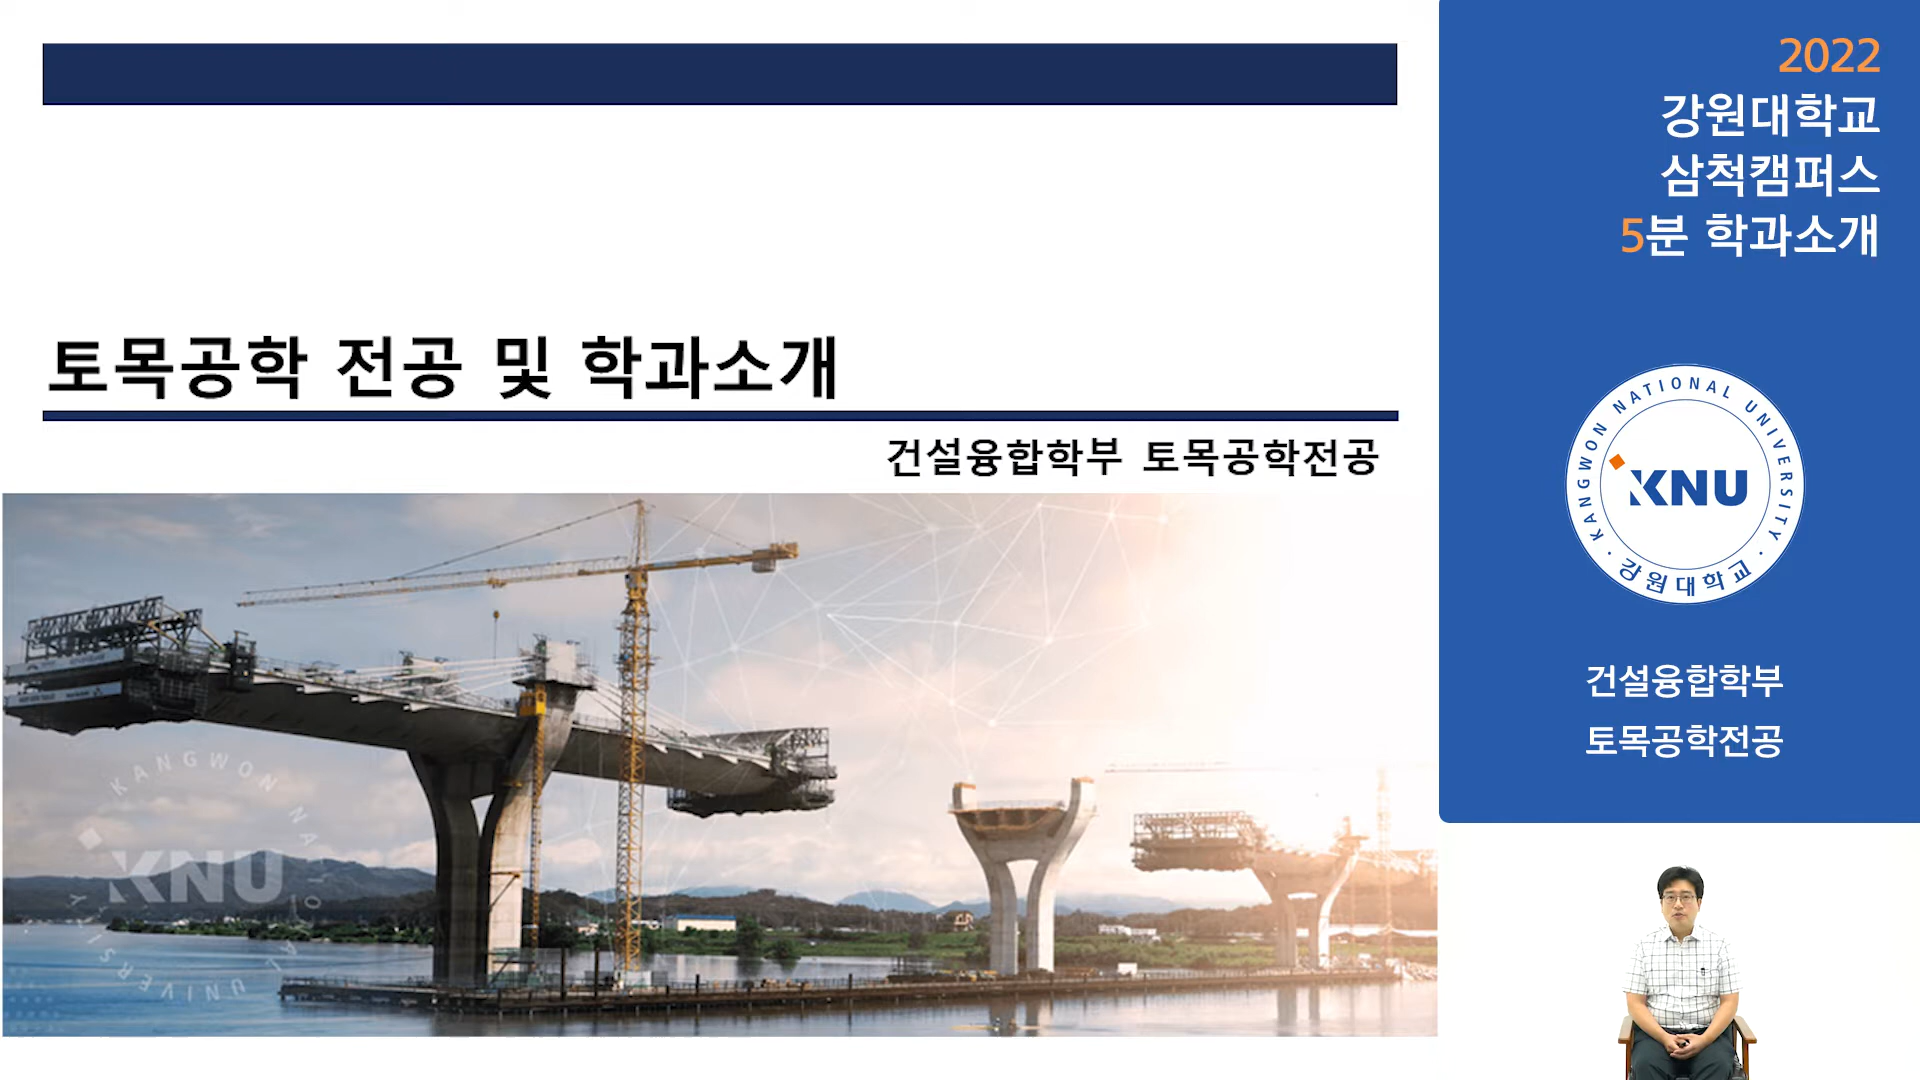 토목공학 전공 및 학과소개
건설융합학부 토목공학전공
KANGWON NATIONAL UNIVERSITY
KNU
2022
강원대학교
삼척캠퍼스
5분 학과소개
KANGWON NATIONAL UNIVERSITY
KNU
강원대학교
건설융합학부
토목공학전공